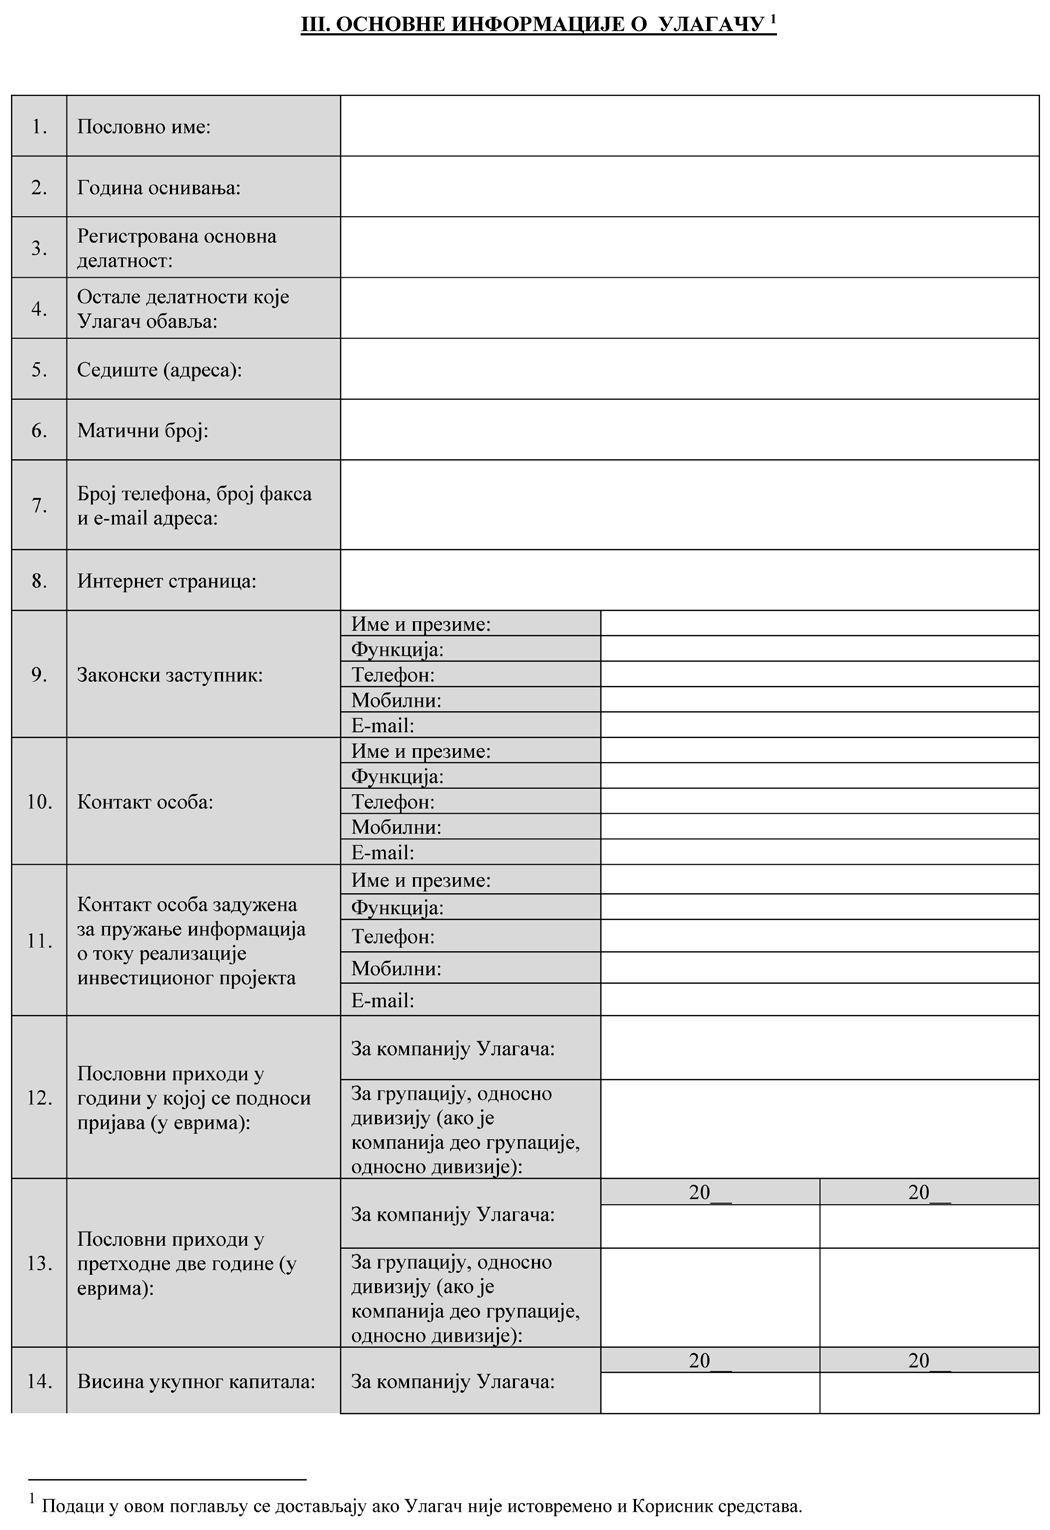 III. ОСНОВНЕ ИНФОРМАЦИЈЕ О УЛАГАЧУ 1
1. Пословно име:
2. Година оснивања:
3. Регистрована основна
делатност:
4. Остале делатности које
Улагач обавља:
5. Седиште (адреса):
6. Матични број:
7. Број телефона, број факса
и e-mail адреса:
8. Интернет страница:
9. Законски заступник:
Име и презиме:
Функција:
Телефон:
Мобилни:
E-mail:
10. Контакт особа:
Име и презиме:
Функција:
Телефон:
Мобилни:
E-mail:
11. Контакт особа задужена
за пружање информација
о току реализације
инвестиционог пројекта
Име и презиме:
Функција:
Телефон:
Мобилни:
E-mail:
12. Пословни приходи у
години у којој се подноси
пријава (у еврима):
За компанију Улагача:
За групацију, односно
дивизију (ако је
компанија део групације,
односно дивизије):
13. Пословни приходи у
претходне две године (у
еврима):
За компанију Улагача:
20__ 20__
За групацију, односно
дивизију (ако је
компанија део групације,
односно дивизије):
14. Висина укупног капитала:
За компанију Улагача:
20__ 20__
1 Подаци у овом поглављу се достављају ако Улагач није истовремено и Корисник средстава.